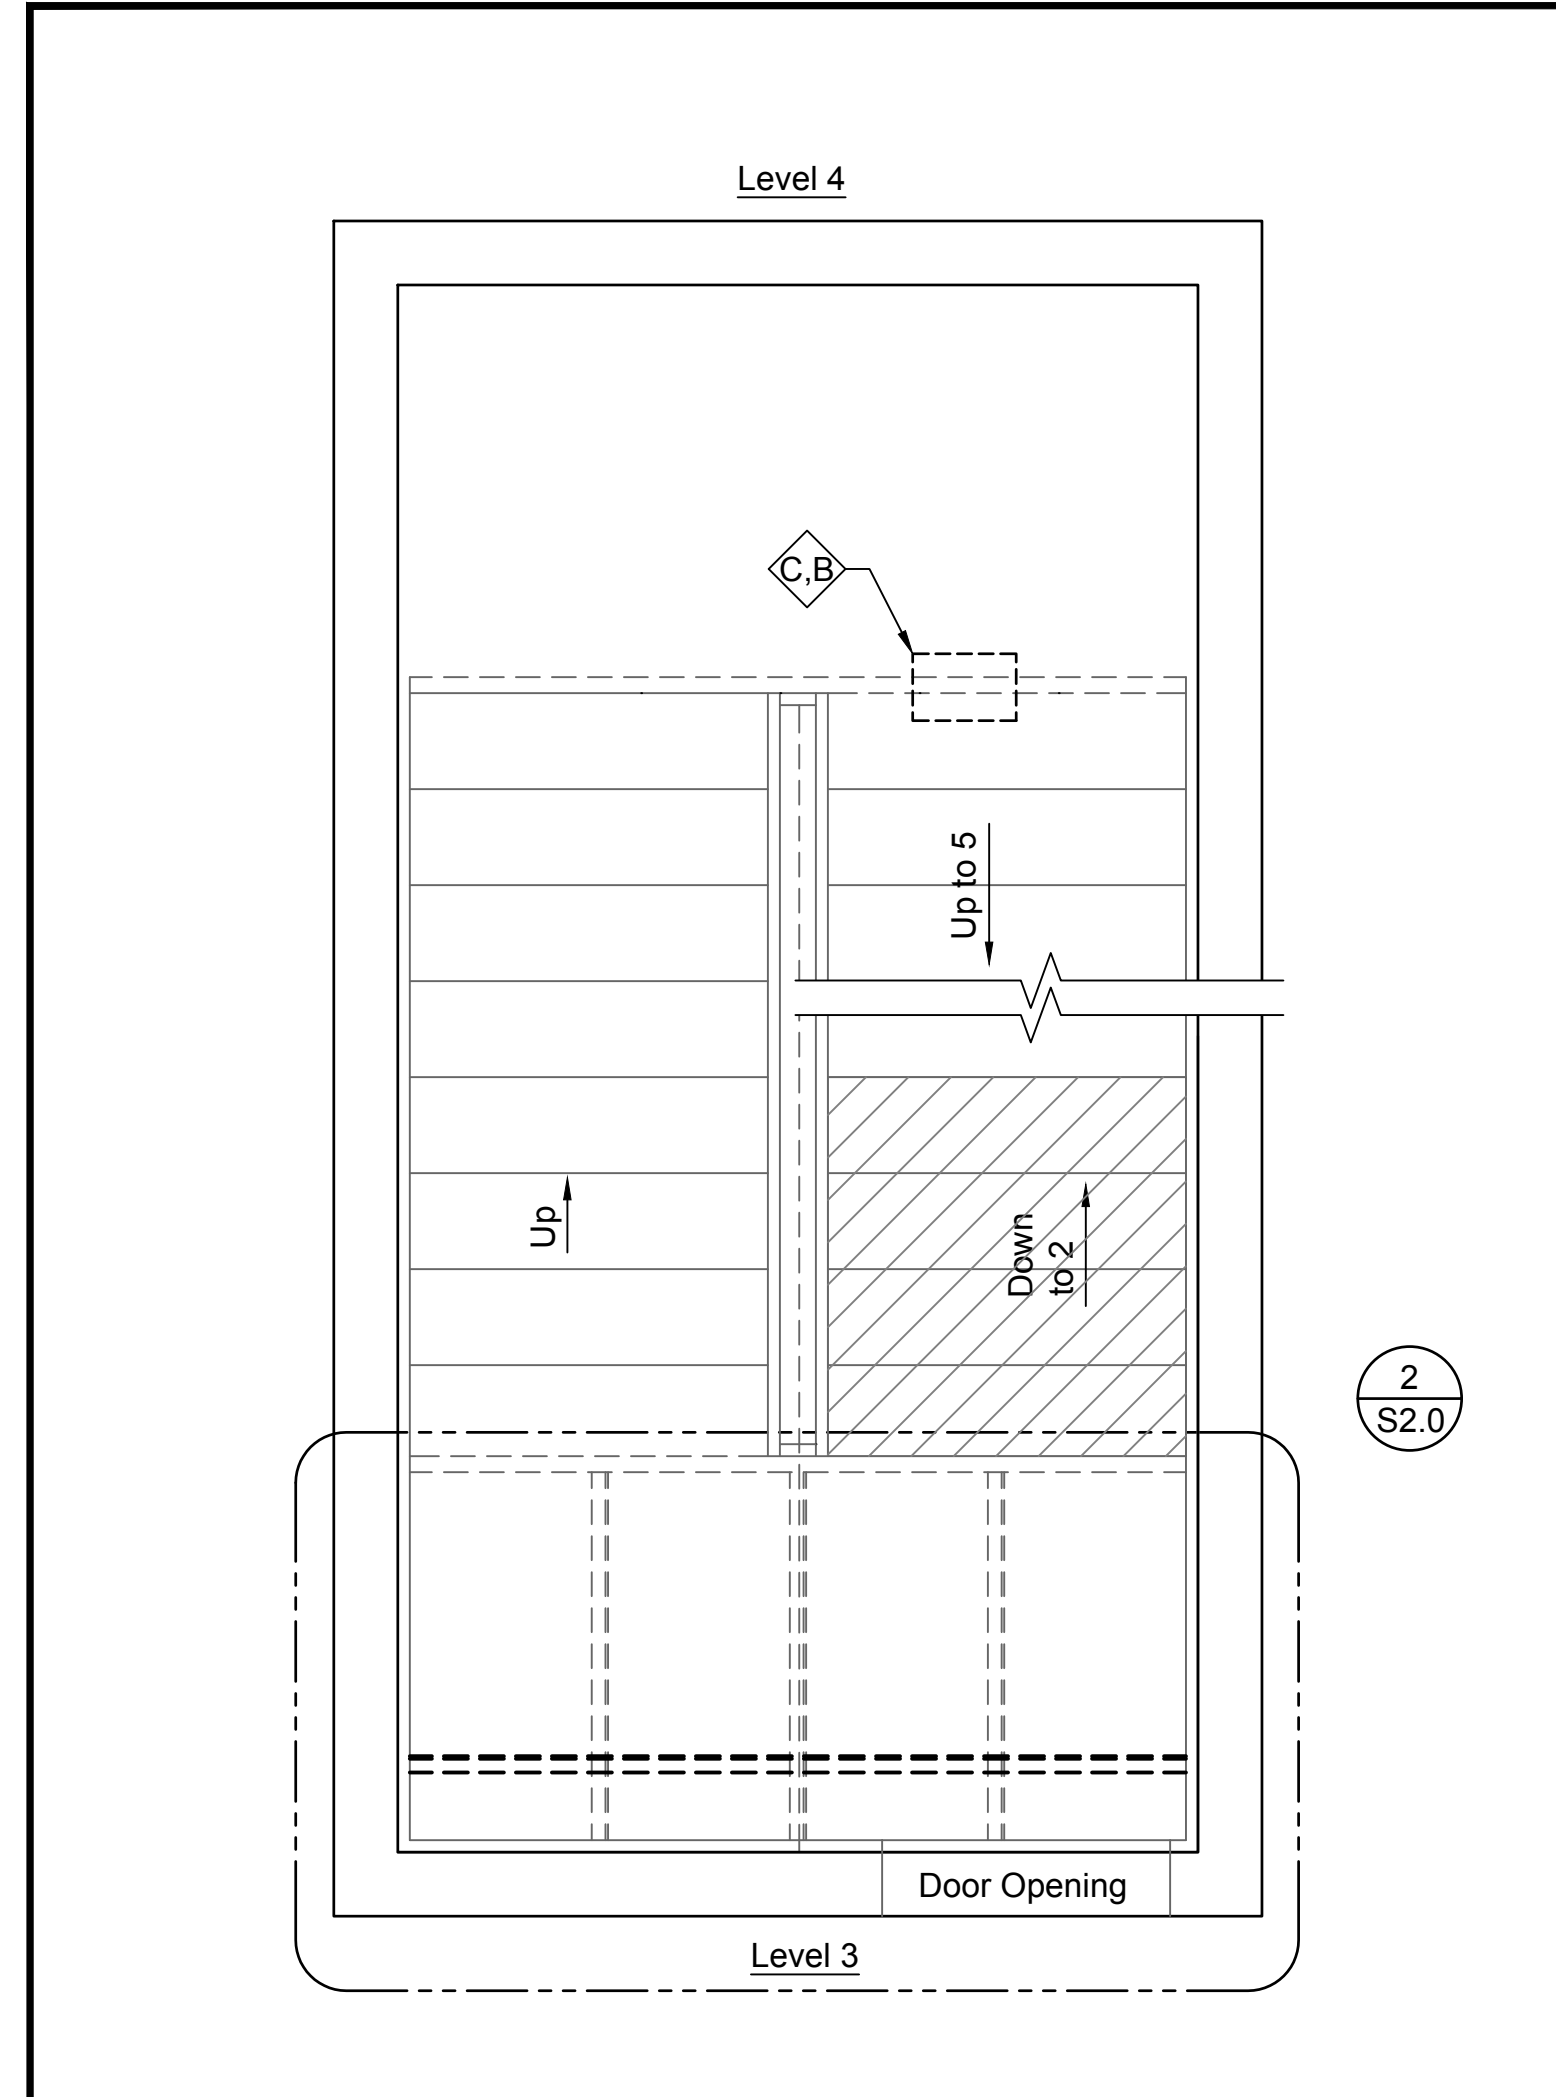 Level 4
C,B
Up to 5
Up
Down
to 2
2
S2.0
Door Opening
Level 3